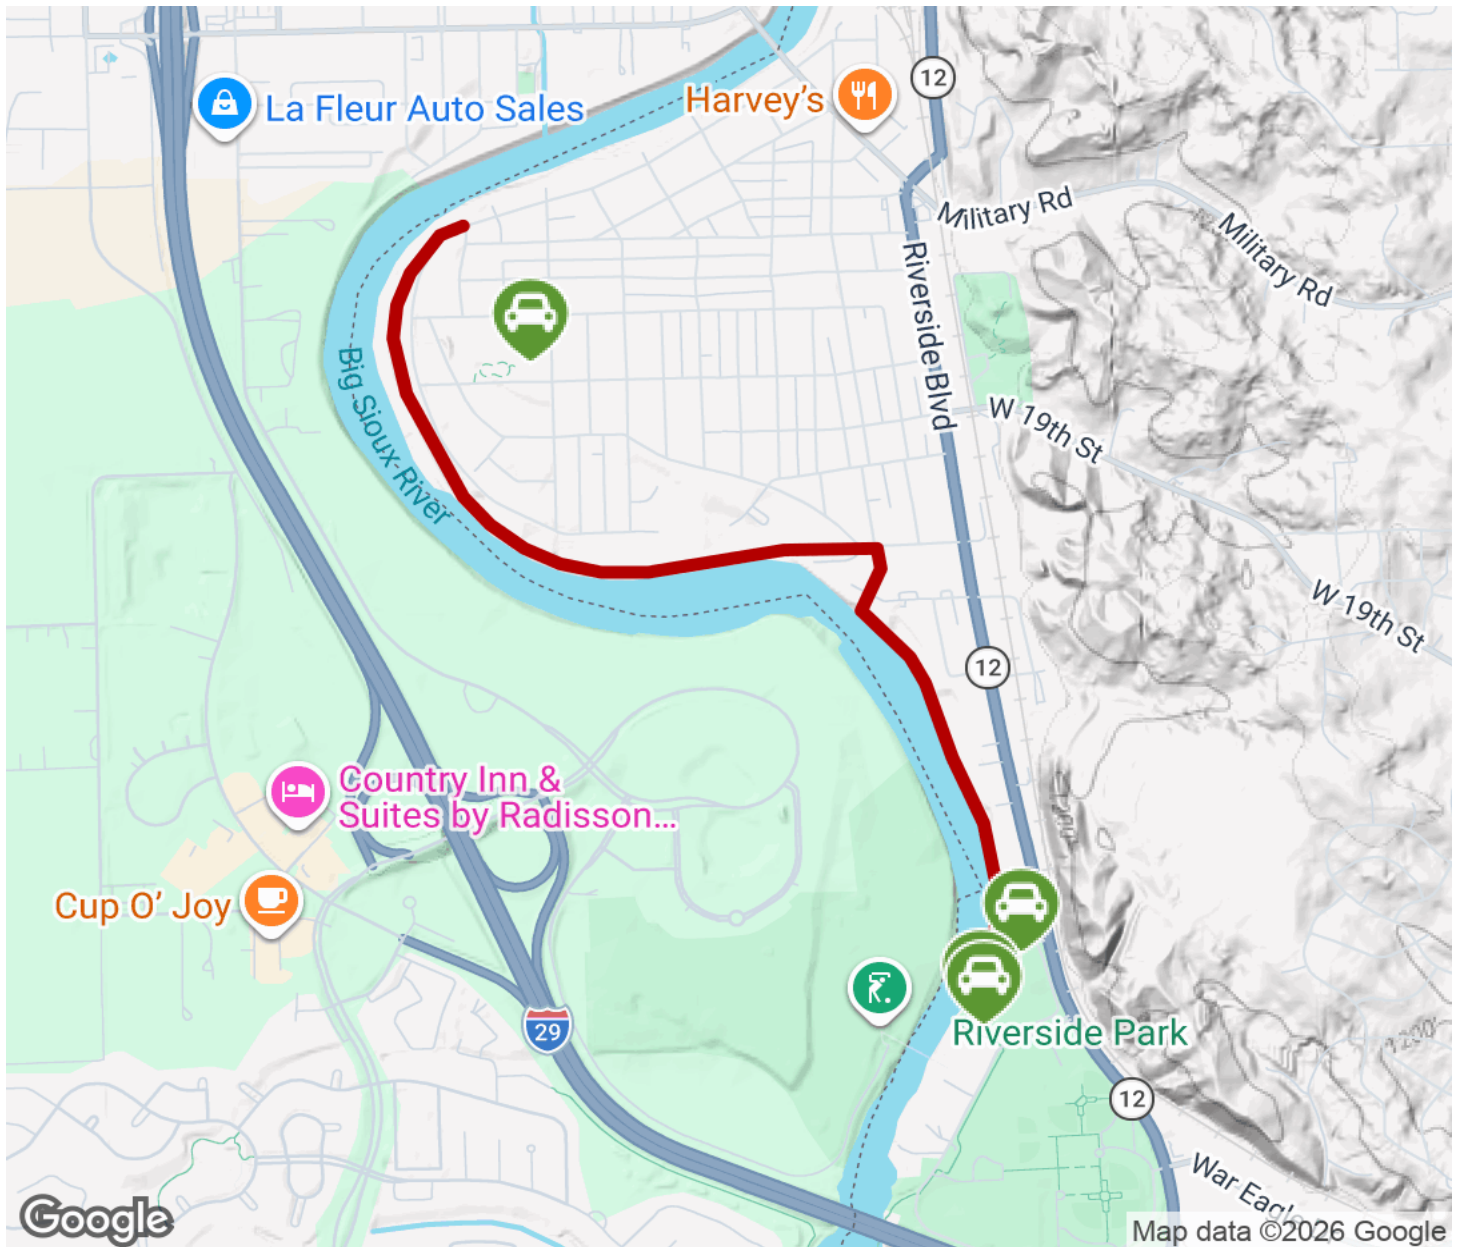 12
Harvey's
La Fleur Auto Sales
Military Rd
Military Rd
Riverside Blvd
Big Sioux River
W 19th St
W 19th St
12
Country Inn &
Suites by Radisson...
Cup O' Joy
29
Riverside Park
12
War Eagle
Google
Map data ©2026 Google